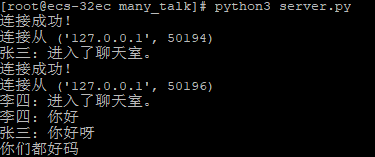 [root@ecs-32ec many_talk]# python3 server.py
连接成功!
连接从 ('127.0.0.1', 50194)
张三: 进入了聊天室。
连接成功!
连接从 ('127.0.0.1', 50196)
李四: 进入了聊天室。
李四: 你好
张三: 你好呀
你们都好码